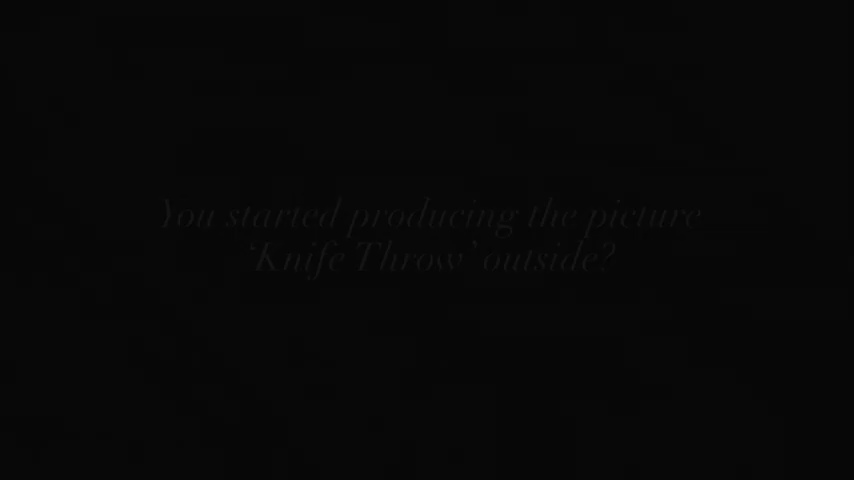 You started producing the picture
‘Knife Throw’ outside?